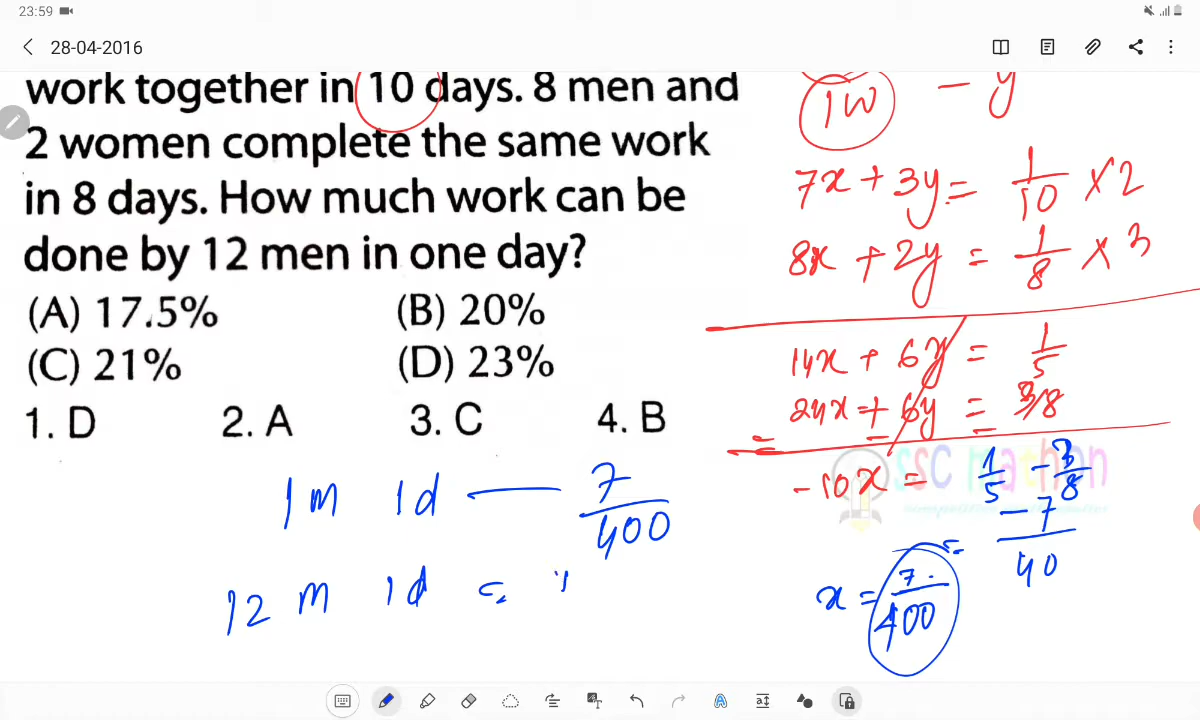 23:59
28-04-2016
work together in 10 days. 8 men and
2 women complete the same work
in 8 days. How much work can be
done by 12 men in one day?
(A) 17.5% (B) 20%
(C) 21% (D) 23%
1. D 2. A 3. C 4. B
1m 1d — 7/400
12 m 1d =
1W — y
7x + 3y = 1/10 × 2
8x + 2y = 1/8 × 3
14x + 6y = 1/5
24x + 6y = 3/8
-10x = 1/5 - 3/8
= -7/40
x = 7/400
SSC mathon